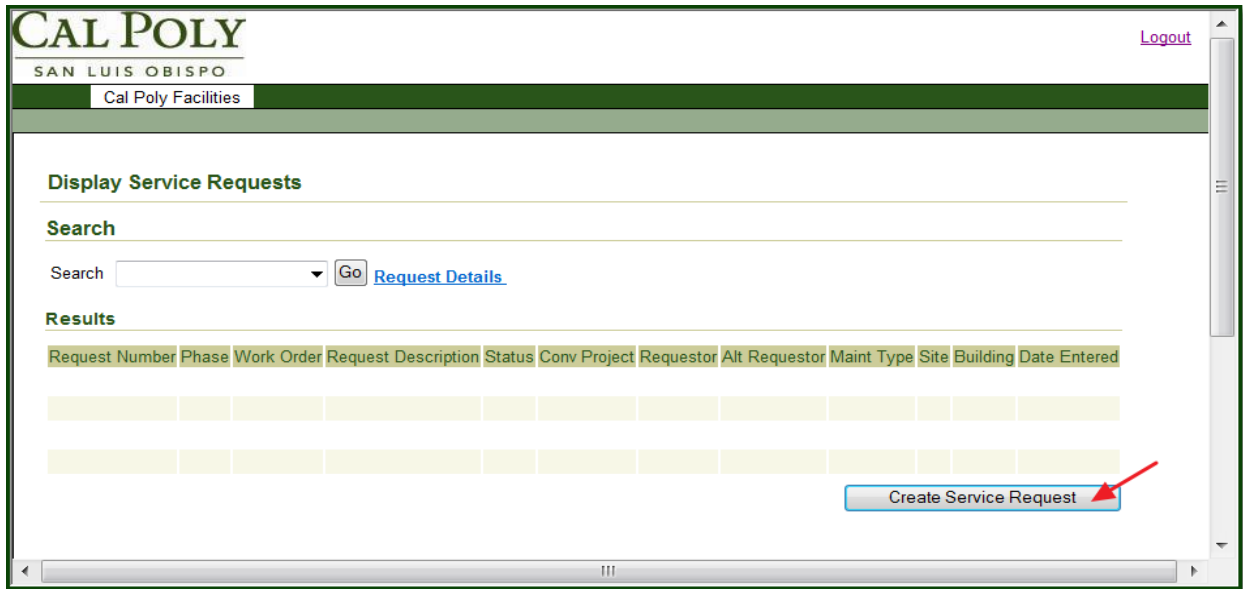 CAL POLY
SAN LUIS OBISPO
Logout
Cal Poly Facilities
Display Service Requests
Search
Search Go Request Details
Results
Request Number Phase Work Order Request Description Status Conv Project Requestor Alt Requestor Maint Type Site Building Date Entered
Create Service Request